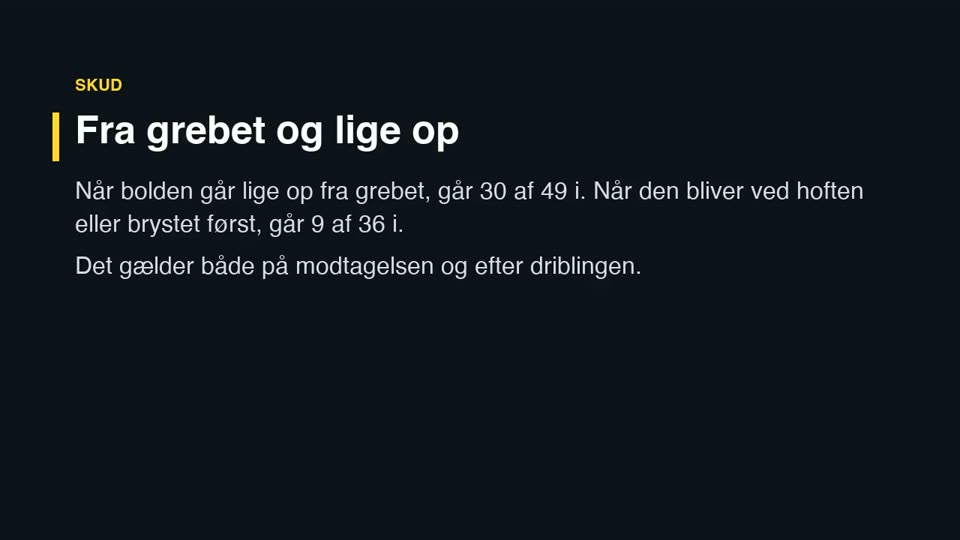 SKUD
Fra grebet og lige op
Når bolden går lige op fra grebet, går 30 af 49 i. Når den bliver ved hoften
eller brystet først, går 9 af 36 i.
Det gælder både på modtagelsen og efter driblingen.